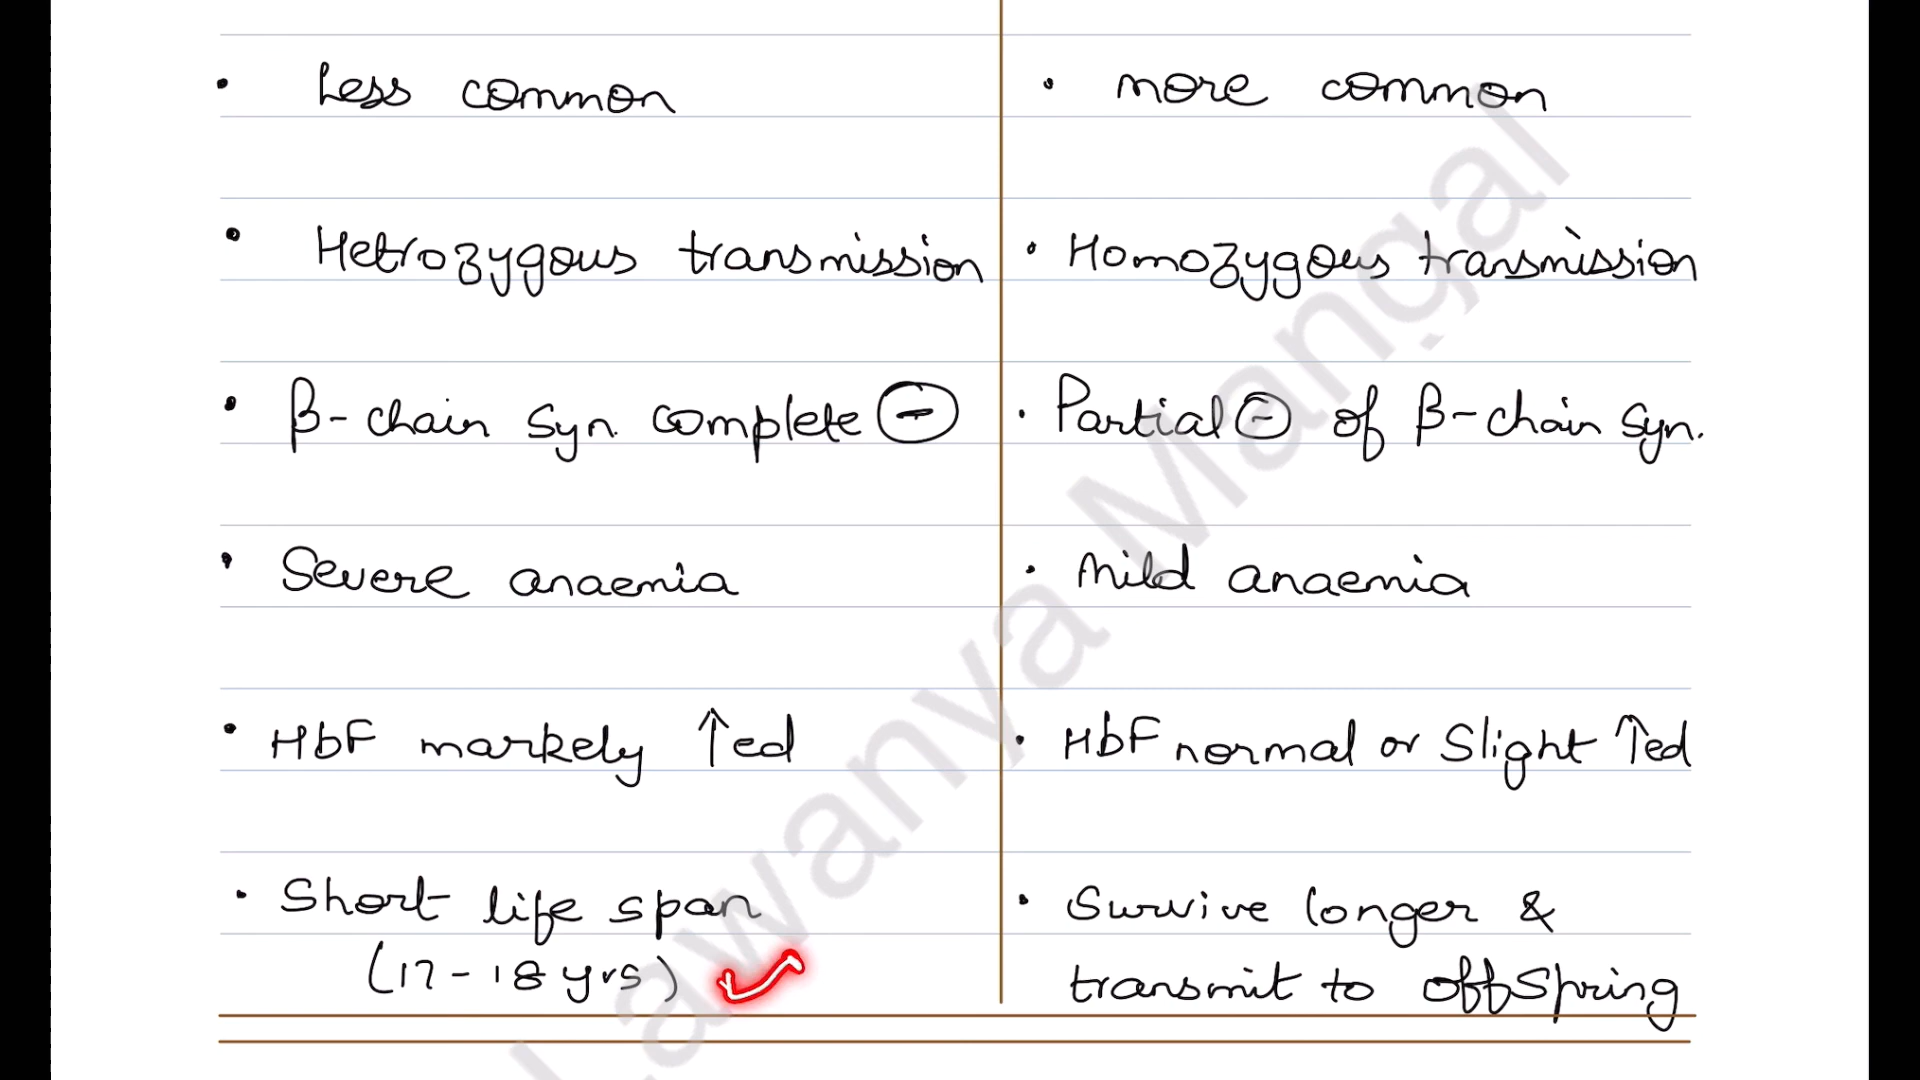 • Less common
• more common
• Hetrozygous transmission
• Homozygous transmission
• β-chain syn. complete ⊖
• Partial ⊖ of β-chain syn.
• Severe anaemia
• Mild anaemia
• HbF markely ↑ed
• HbF normal or slight ↑ed
• Short life span
(17-18 yrs)
• Survive longer &
transmit to offspring
Lawanya Mangal